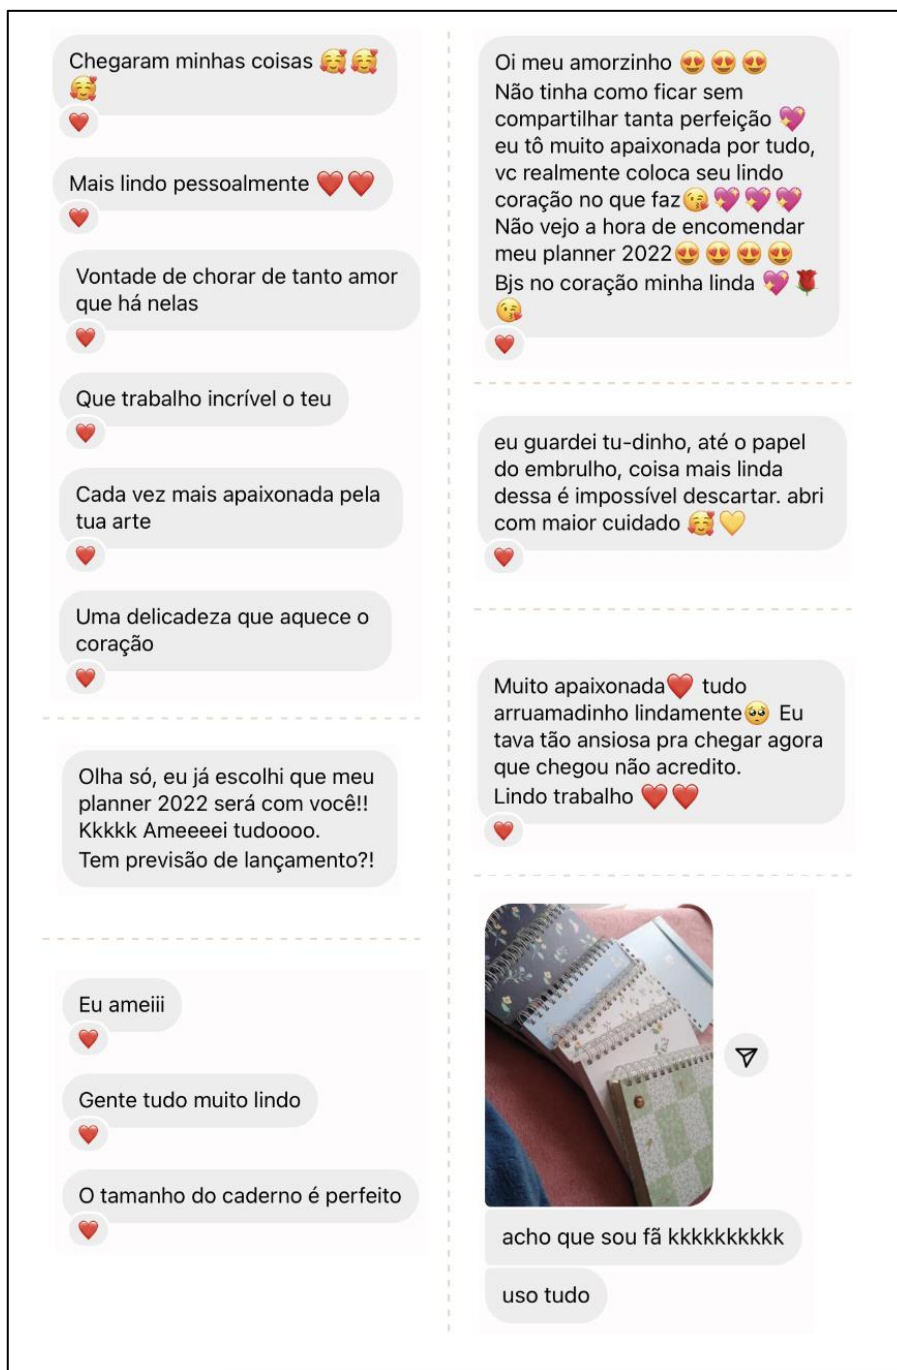 Chegaram minhas coisas 🥰🥰
🥰
Mais lindo pessoalmente ❤️❤️
Vontade de chorar de tanto amor
que há nelas
Que trabalho incrível o teu
Cada vez mais apaixonada pela
tua arte
Uma delicadeza que aquece o
coração
Olha só, eu já escolhi que meu
planner 2022 será com você!!
Kkkkk Ameeeei tudoooo.
Tem previsão de lançamento?!
Eu ameiii
Gente tudo muito lindo
O tamanho do caderno é perfeito
Oi meu amorzinho 😍😍😍
Não tinha como ficar sem
compartilhar tanta perfeição 💖
eu tô muito apaixonada por tudo,
vc realmente coloca seu lindo
coração no que faz😘💖💖💖
Não vejo a hora de encomendar
meu planner 2022😍😍😍😍
Bjs no coração minha linda 💖🌹
😘
eu guardei tu-dinho, até o papel
do embrulho, coisa mais linda
dessa é impossível descartar. abri
com maior cuidado 🥰💛
Muito apaixonada❤️ tudo
arruamadinho lindamente🥺 Eu
tava tão ansiosa pra chegar agora
que chegou não acredito.
Lindo trabalho ❤️❤️
acho que sou fã kkkkkkkkkk
uso tudo